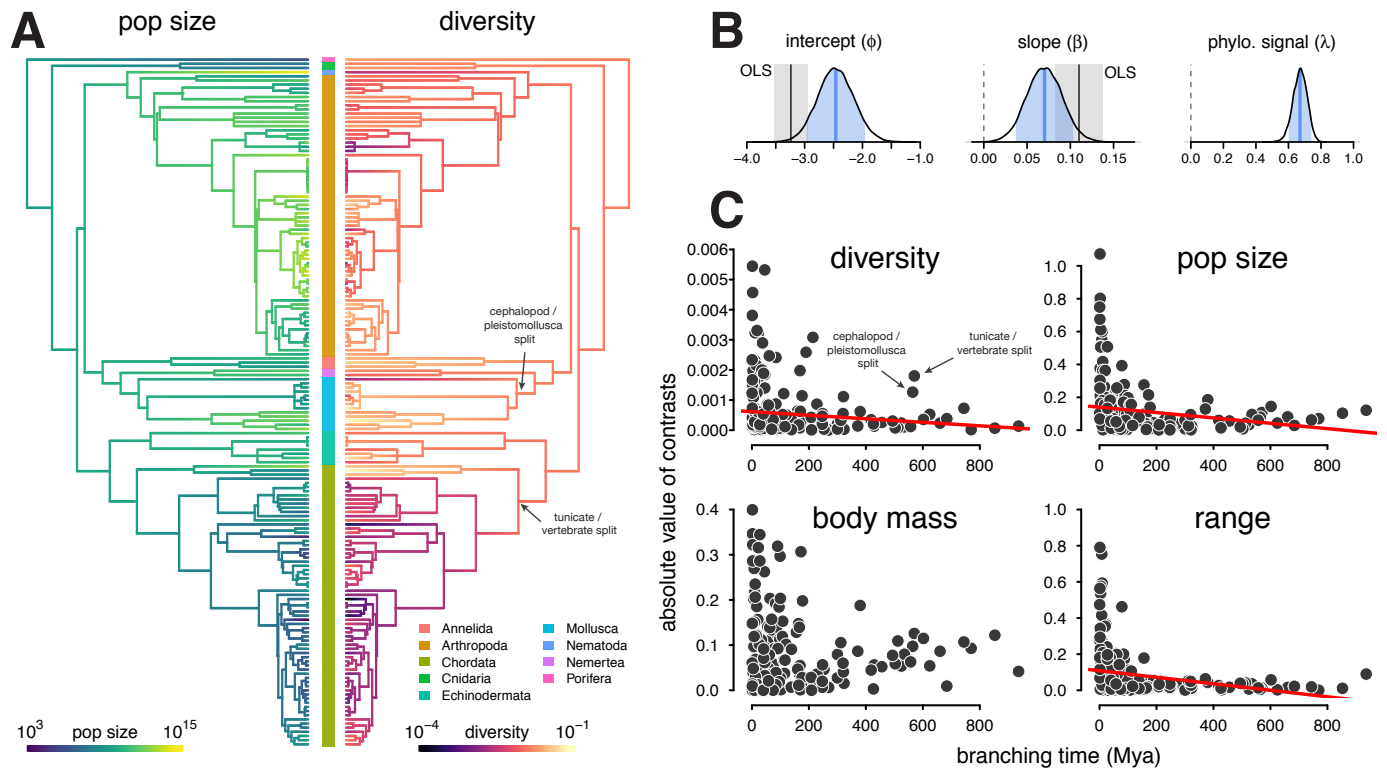 A
pop size
diversity
cephalopod /
pleistomollusca
split
tunicate /
vertebrate split
Annelida
Arthropoda
Chordata
Cnidaria
Echinodermata
Mollusca
Nematoda
Nemertea
Porifera
10³ pop size 10¹⁵
10⁻⁴ diversity 10⁻¹
B
intercept (ϕ)
OLS
−4.0 −3.0 −2.0 −1.0
slope (β)
OLS
0.00 0.05 0.10 0.15
phylo. signal (λ)
0.0 0.2 0.4 0.6 0.8 1.0
C
absolute value of contrasts
diversity
0.006
0.005
0.004
0.003
0.002
0.001
0.000
cephalopod /
pleistomollusca
split
tunicate /
vertebrate split
0 200 400 600 800
pop size
1.0
0.8
0.6
0.4
0.2
0.0
0 200 400 600 800
body mass
0.4
0.3
0.2
0.1
0.0
0 200 400 600 800
range
1.0
0.8
0.6
0.4
0.2
0.0
0 200 400 600 800
branching time (Mya)